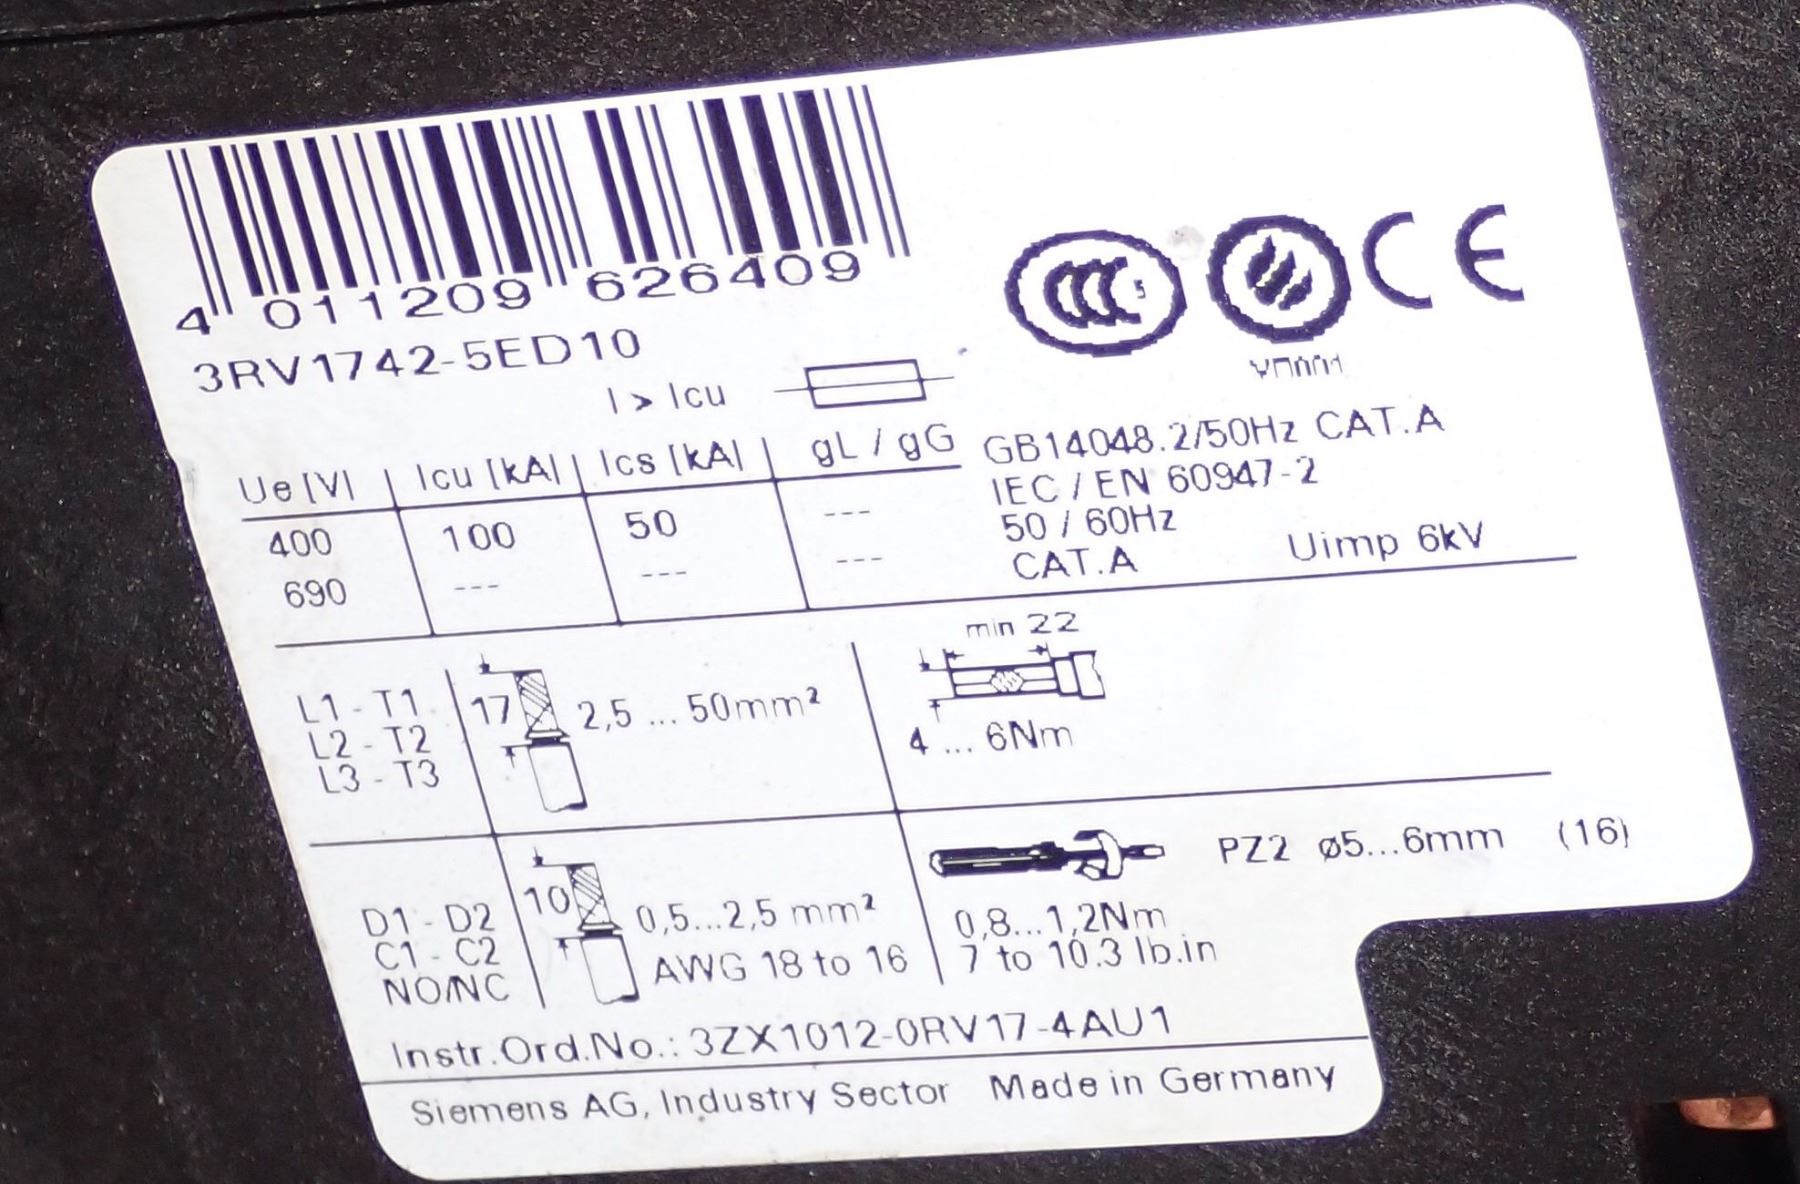 4 011209 626409
3RV1742-5ED10
I > Icu
Ue [V] Icu [kA] Ics [kA] gL / gG
400 100 50 ---
690 --- --- ---
GB14048.2/50Hz CAT.A
IEC / EN 60947-2
50 / 60Hz
CAT.A Uimp 6kV
L1 - T1
L2 - T2
L3 - T3
17
2,5 ... 50mm²
min 22
4 ... 6Nm
D1 - D2
C1 - C2
NO/NC
10
0,5...2,5 mm²
AWG 18 to 16
PZ2 ø5...6mm (16)
0,8...1,2Nm
7 to 10.3 lb.in
Instr.Ord.No.: 3ZX1012-0RV17-4AU1
Siemens AG, Industry Sector Made in Germany
CCC
CE